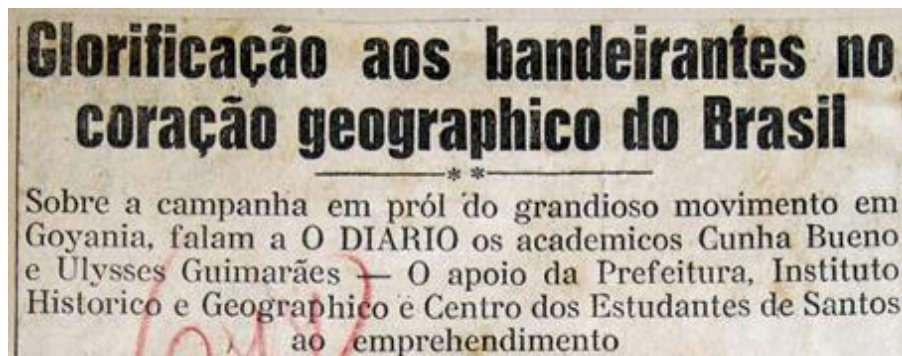 Glorificação aos bandeirantes no
coração geographico do Brasil
Sobre a campanha em pról do grandioso movimento em
Goyania, falam a O DIÁRIO os academicos Cunha Bueno
e Ulysses Guimarães — O apoio da Prefeitura, Instituto
Historico e Geographico e Centro dos Estudantes de Santos
ao emprehendimento